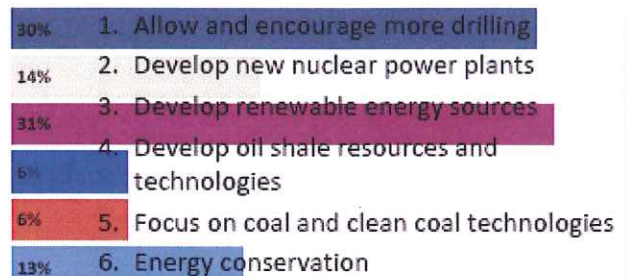 30% 1. Allow and encourage more drilling
14% 2. Develop new nuclear power plants
31% 3. Develop renewable energy sources
6% 4. Develop oil shale resources and
technologies
6% 5. Focus on coal and clean coal technologies
13% 6. Energy conservation